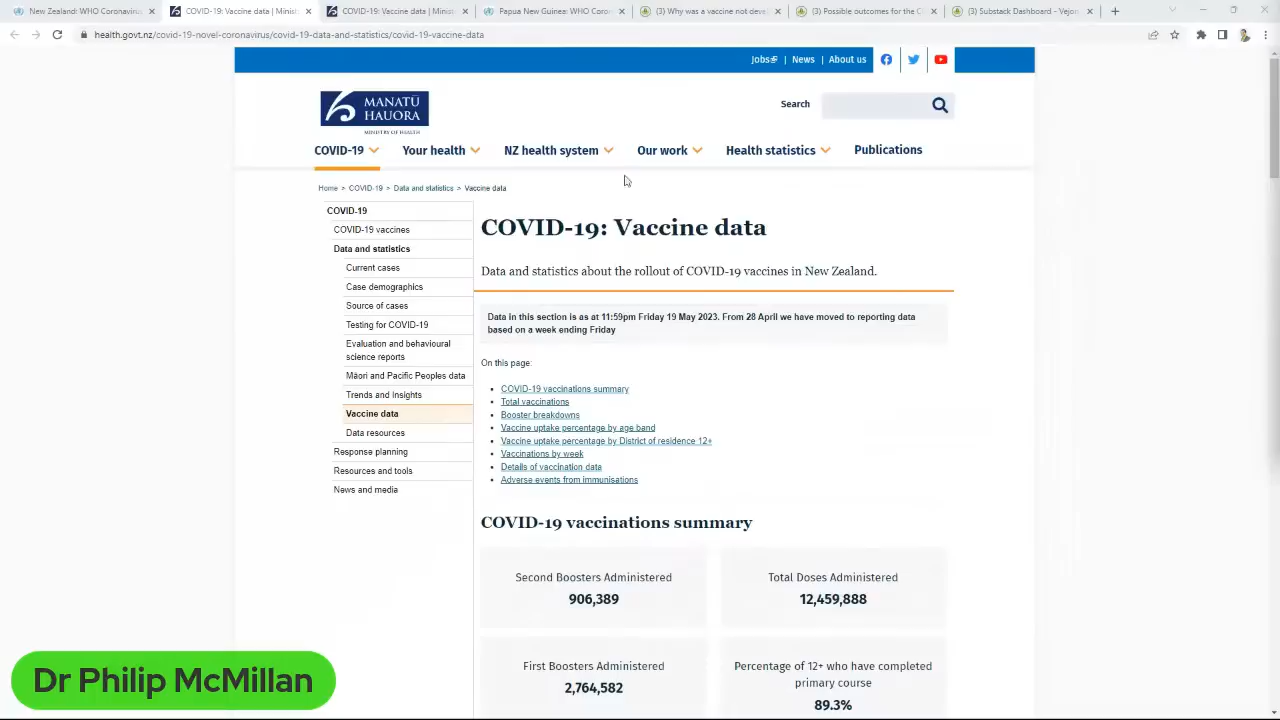 New Zealand: WHO Coronavirus
COVID-19: Vaccine data | Minist
COVID-19: Vaccine data | Minist
Papua New Guinea: WHO Coron
(3) Why was a vaccine not deve
(3) Possible outcomes for the C
(3) Substack Dashboard - Vejon
health.govt.nz/covid-19-novel-coronavirus/covid-19-data-and-statistics/covid-19-vaccine-data
Jobs | News | About us
MANATŪ
HAUORA
MINISTRY OF HEALTH
Search
COVID-19 Your health NZ health system Our work Health statistics Publications
Home > COVID-19 > Data and statistics > Vaccine data
COVID-19
COVID-19 vaccines
Data and statistics
Current cases
Case demographics
Source of cases
Testing for COVID-19
Evaluation and behavioural
science reports
Māori and Pacific Peoples data
Trends and Insights
Vaccine data
Data resources
Response planning
Resources and tools
News and media
COVID-19: Vaccine data
Data and statistics about the rollout of COVID-19 vaccines in New Zealand.
Data in this section is as at 11:59pm Friday 19 May 2023. From 28 April we have moved to reporting data
based on a week ending Friday
On this page:
COVID-19 vaccinations summary
Total vaccinations
Booster breakdowns
Vaccine uptake percentage by age band
Vaccine uptake percentage by District of residence 12+
Vaccinations by week
Details of vaccination data
Adverse events from immunisations
COVID-19 vaccinations summary
Second Boosters Administered
906,389
Total Doses Administered
12,459,888
First Boosters Administered
2,764,582
Percentage of 12+ who have completed
primary course
89.3%
Dr Philip McMillan